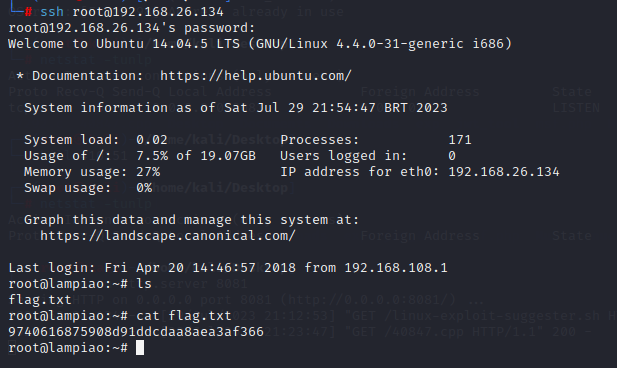 └─# ssh root@192.168.26.134
root@192.168.26.134's password:
Welcome to Ubuntu 14.04.5 LTS (GNU/Linux 4.4.0-31-generic i686)
* Documentation:  https://help.ubuntu.com/
System information as of Sat Jul 29 21:54:47 BRT 2023
System load:  0.02              Processes:           171
Usage of /:   7.5% of 19.07GB   Users logged in:     0
Memory usage: 27%               IP address for eth0: 192.168.26.134
Swap usage:   0%
Graph this data and manage this system at:
https://landscape.canonical.com/
Last login: Fri Apr 20 14:46:57 2018 from 192.168.108.1
root@lampiao:~# ls
flag.txt
root@lampiao:~# cat flag.txt
9740616875908d91ddcdaa8aea3af366
root@lampiao:~#